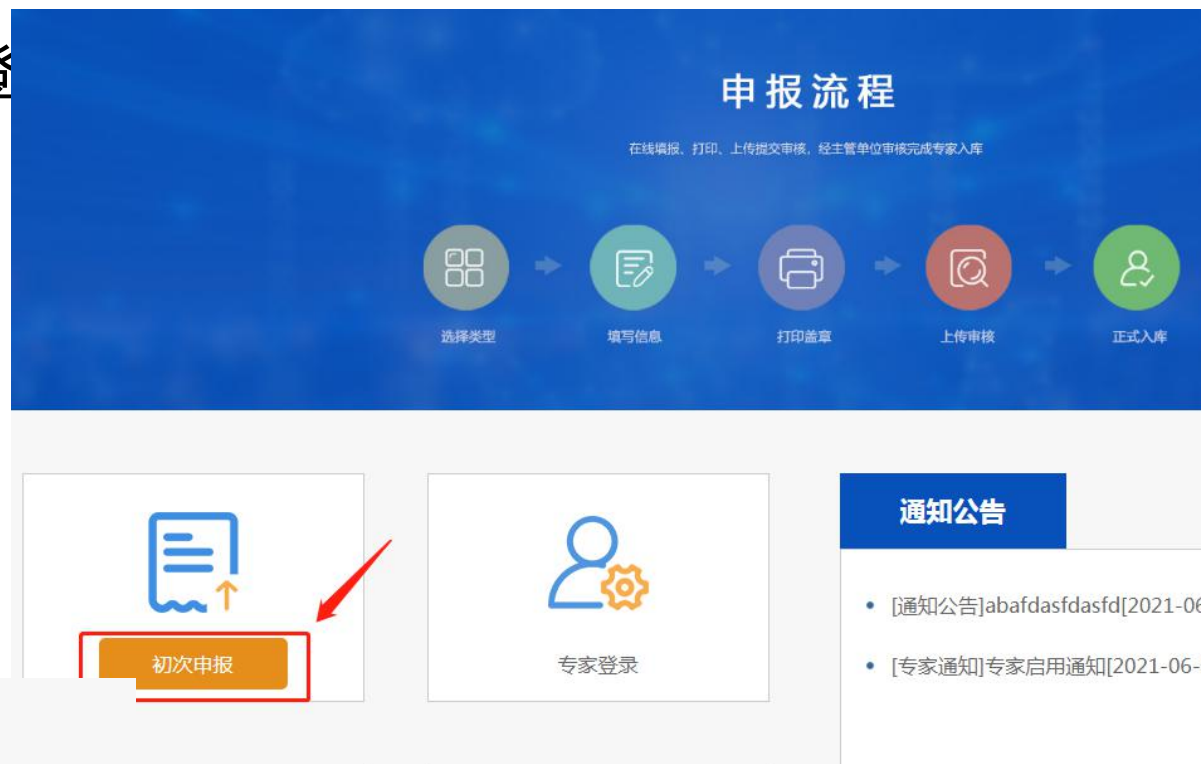 申报流程
在线填报、打印、上传提交审核，经主管单位审核完成专家入库
选择类型
填写信息
打印盖章
上传审核
正式入库
初次申报
专家登录
通知公告
[通知公告]abafdasfdasfd[2021-06
[专家通知]专家启用通知[2021-06-